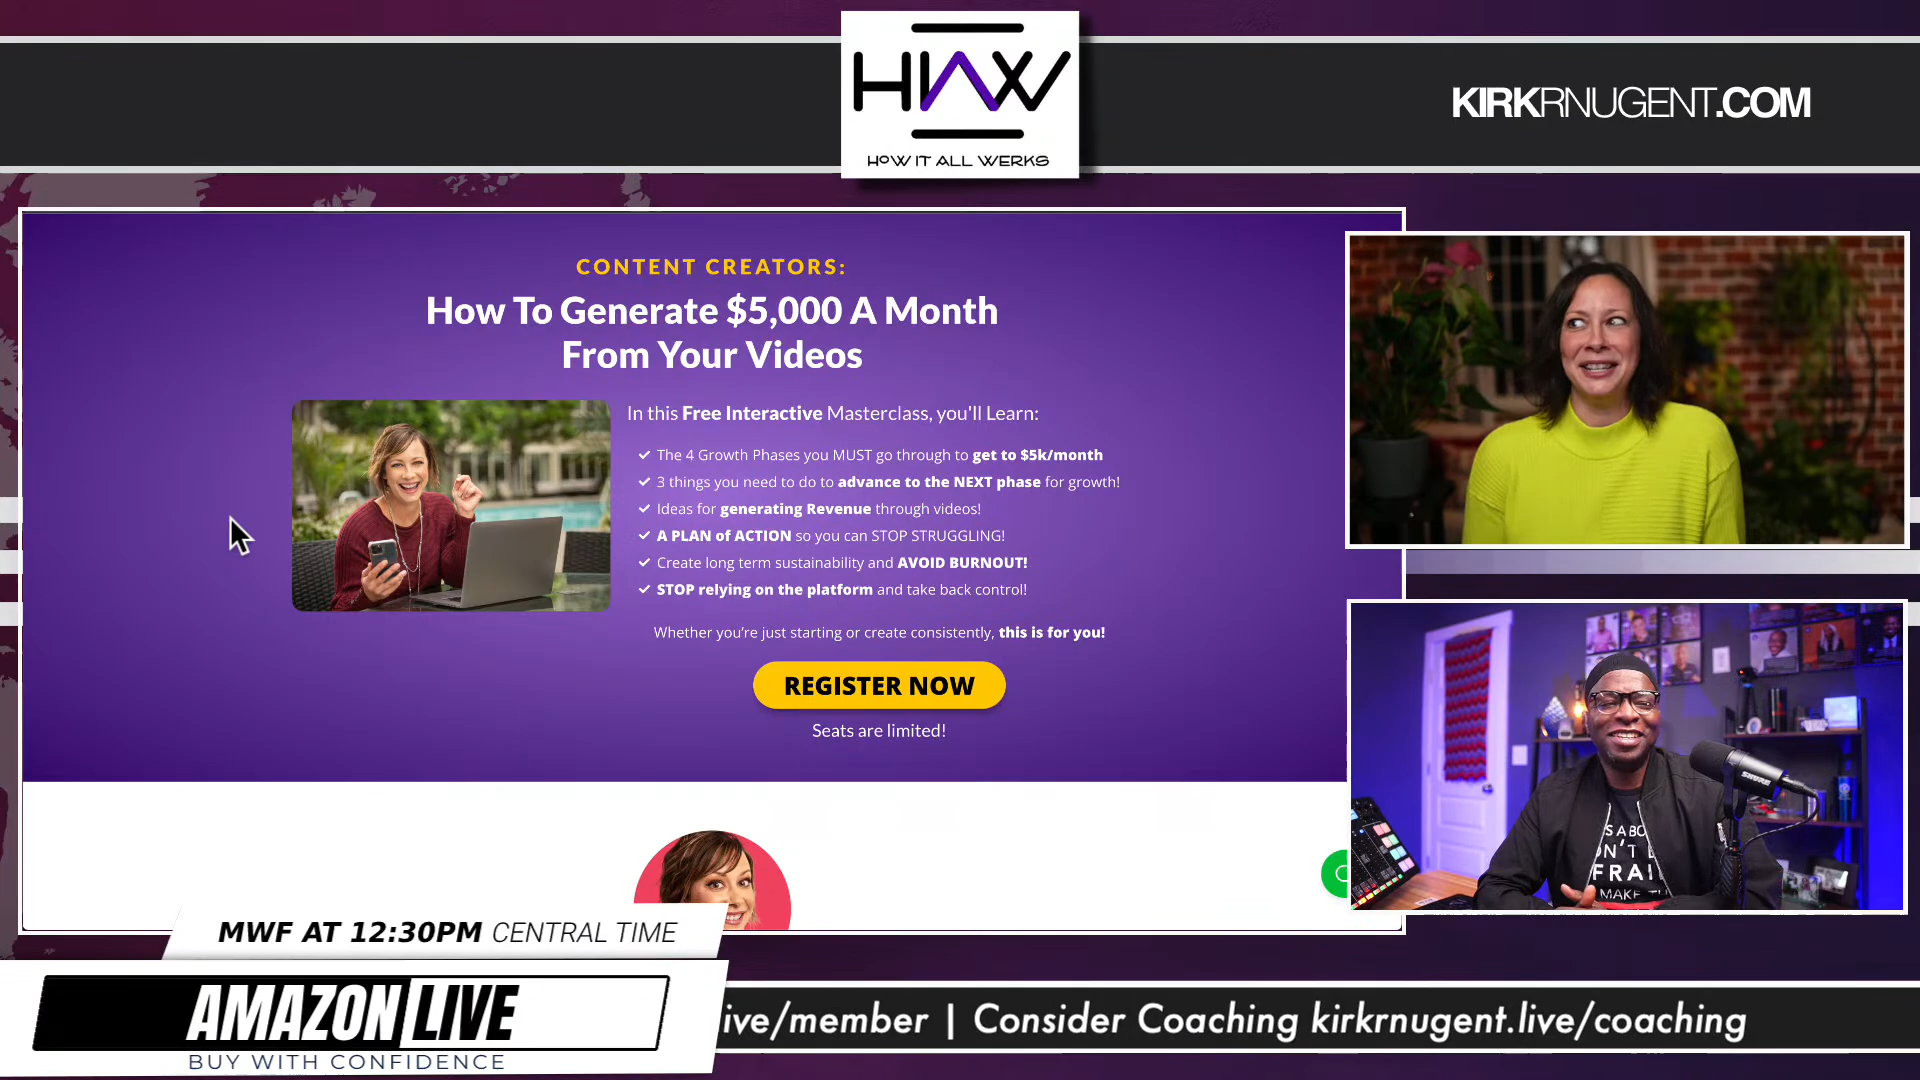 HIAW
HOW IT ALL WERKS
KIRKRNUGENT.COM
CONTENT CREATORS:
How To Generate $5,000 A Month
From Your Videos
In this Free Interactive Masterclass, you'll Learn:
The 4 Growth Phases you MUST go through to get to $5k/month
3 things you need to do to advance to the NEXT phase for growth!
Ideas for generating Revenue through videos!
A PLAN of ACTION so you can STOP STRUGGLING!
Create long term sustainability and AVOID BURNOUT!
STOP relying on the platform and take back control!
Whether you're just starting or create consistently, this is for you!
REGISTER NOW
Seats are limited!
SHURE
MAKE
MWF AT 12:30PM CENTRAL TIME
AMAZON LIVE
BUY WITH CONFIDENCE
ive/member | Consider Coaching kirkrnugent.live/coaching